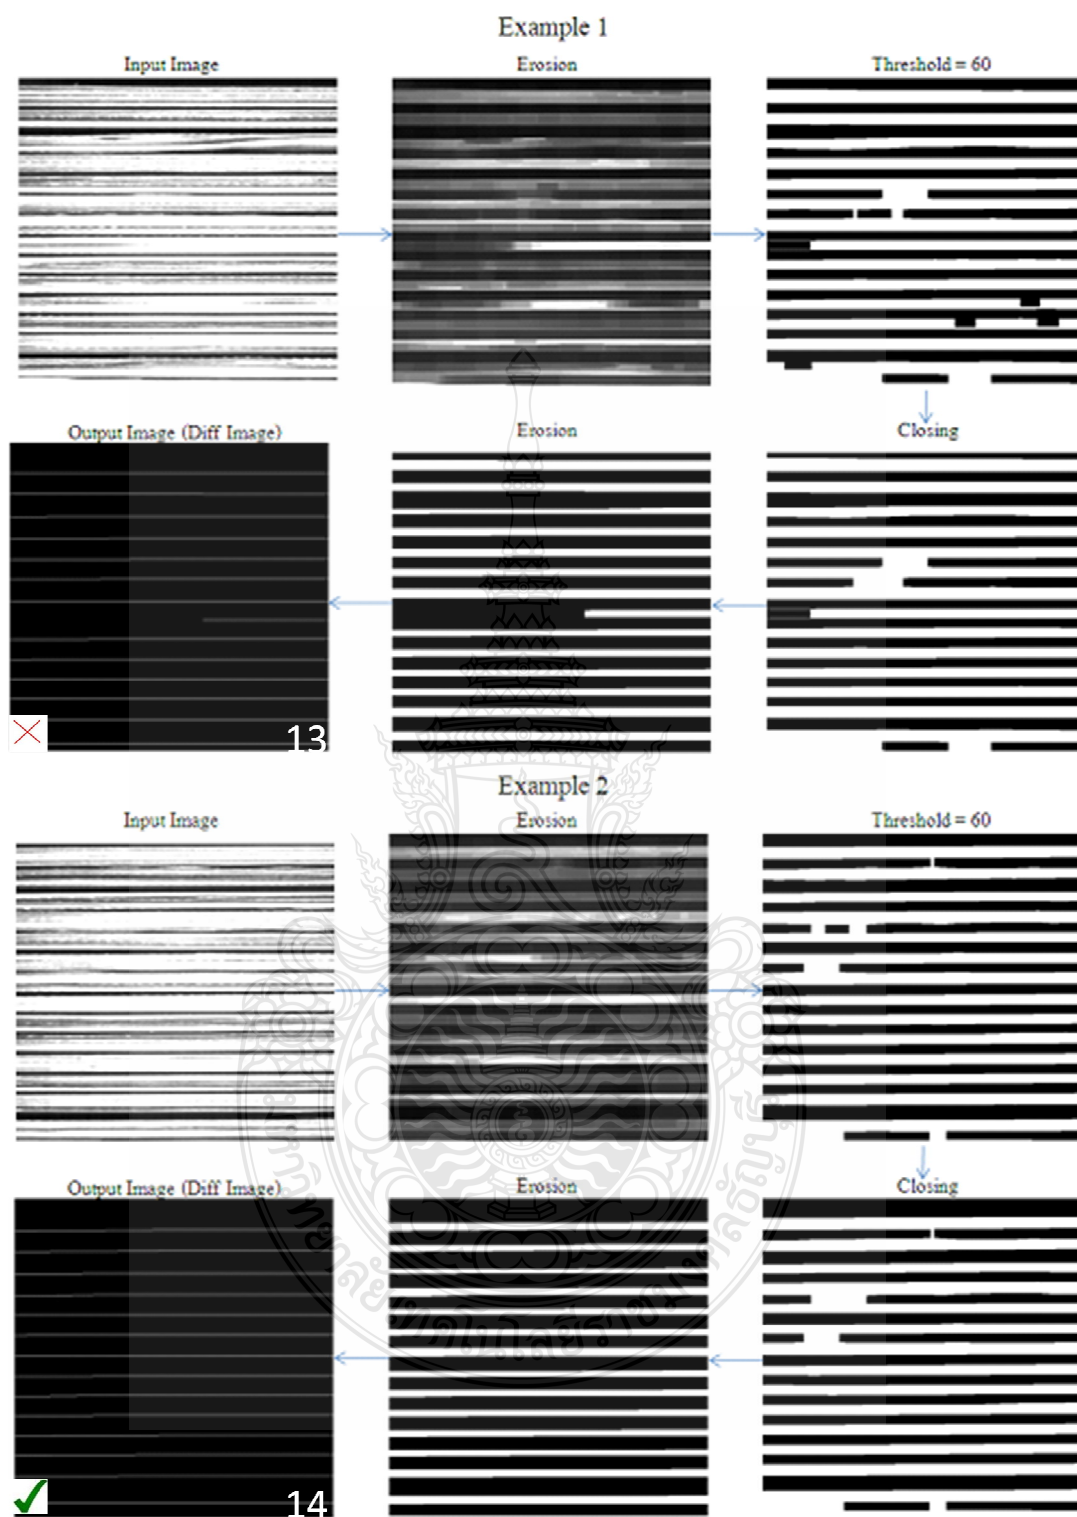 Example 1
Input Image
Erosion
Threshold = 60
Output Image (Diff Image)
Erosion
Closing
13
Example 2
Input Image
Erosion
Threshold = 60
Output Image (Diff Image)
Erosion
Closing
14